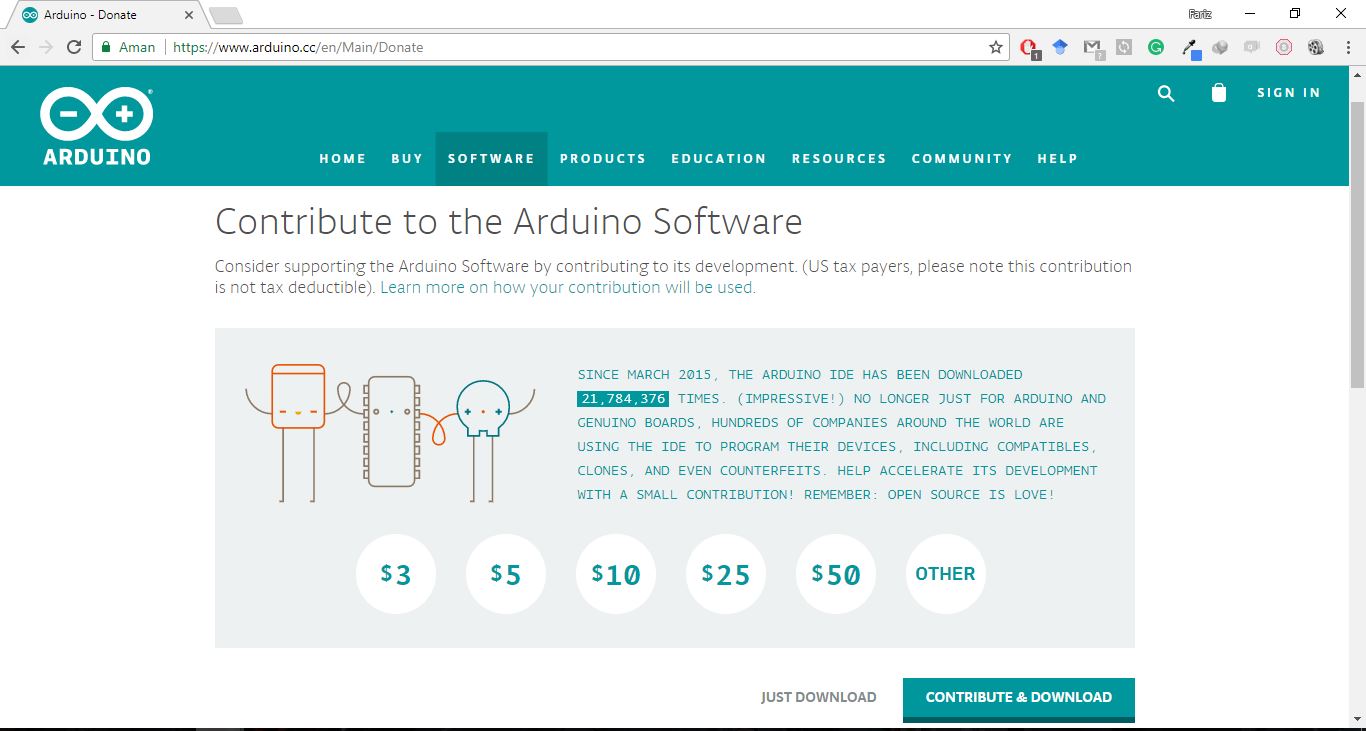 Arduino - Donate
Fariz
Aman
https://www.arduino.cc/en/Main/Donate
1
?
SIGN IN
ARDUINO
HOME BUY SOFTWARE PRODUCTS EDUCATION RESOURCES COMMUNITY HELP
Contribute to the Arduino Software
Consider supporting the Arduino Software by contributing to its development. (US tax payers, please note this contribution
is not tax deductible). Learn more on how your contribution will be used.
SINCE MARCH 2015, THE ARDUINO IDE HAS BEEN DOWNLOADED
21,784,376 TIMES. (IMPRESSIVE!) NO LONGER JUST FOR ARDUINO AND
GENUINO BOARDS, HUNDREDS OF COMPANIES AROUND THE WORLD ARE
USING THE IDE TO PROGRAM THEIR DEVICES, INCLUDING COMPATIBLES,
CLONES, AND EVEN COUNTERFEITS. HELP ACCELERATE ITS DEVELOPMENT
WITH A SMALL CONTRIBUTION! REMEMBER: OPEN SOURCE IS LOVE!
$3 $5 $10 $25 $50 OTHER
JUST DOWNLOAD CONTRIBUTE & DOWNLOAD